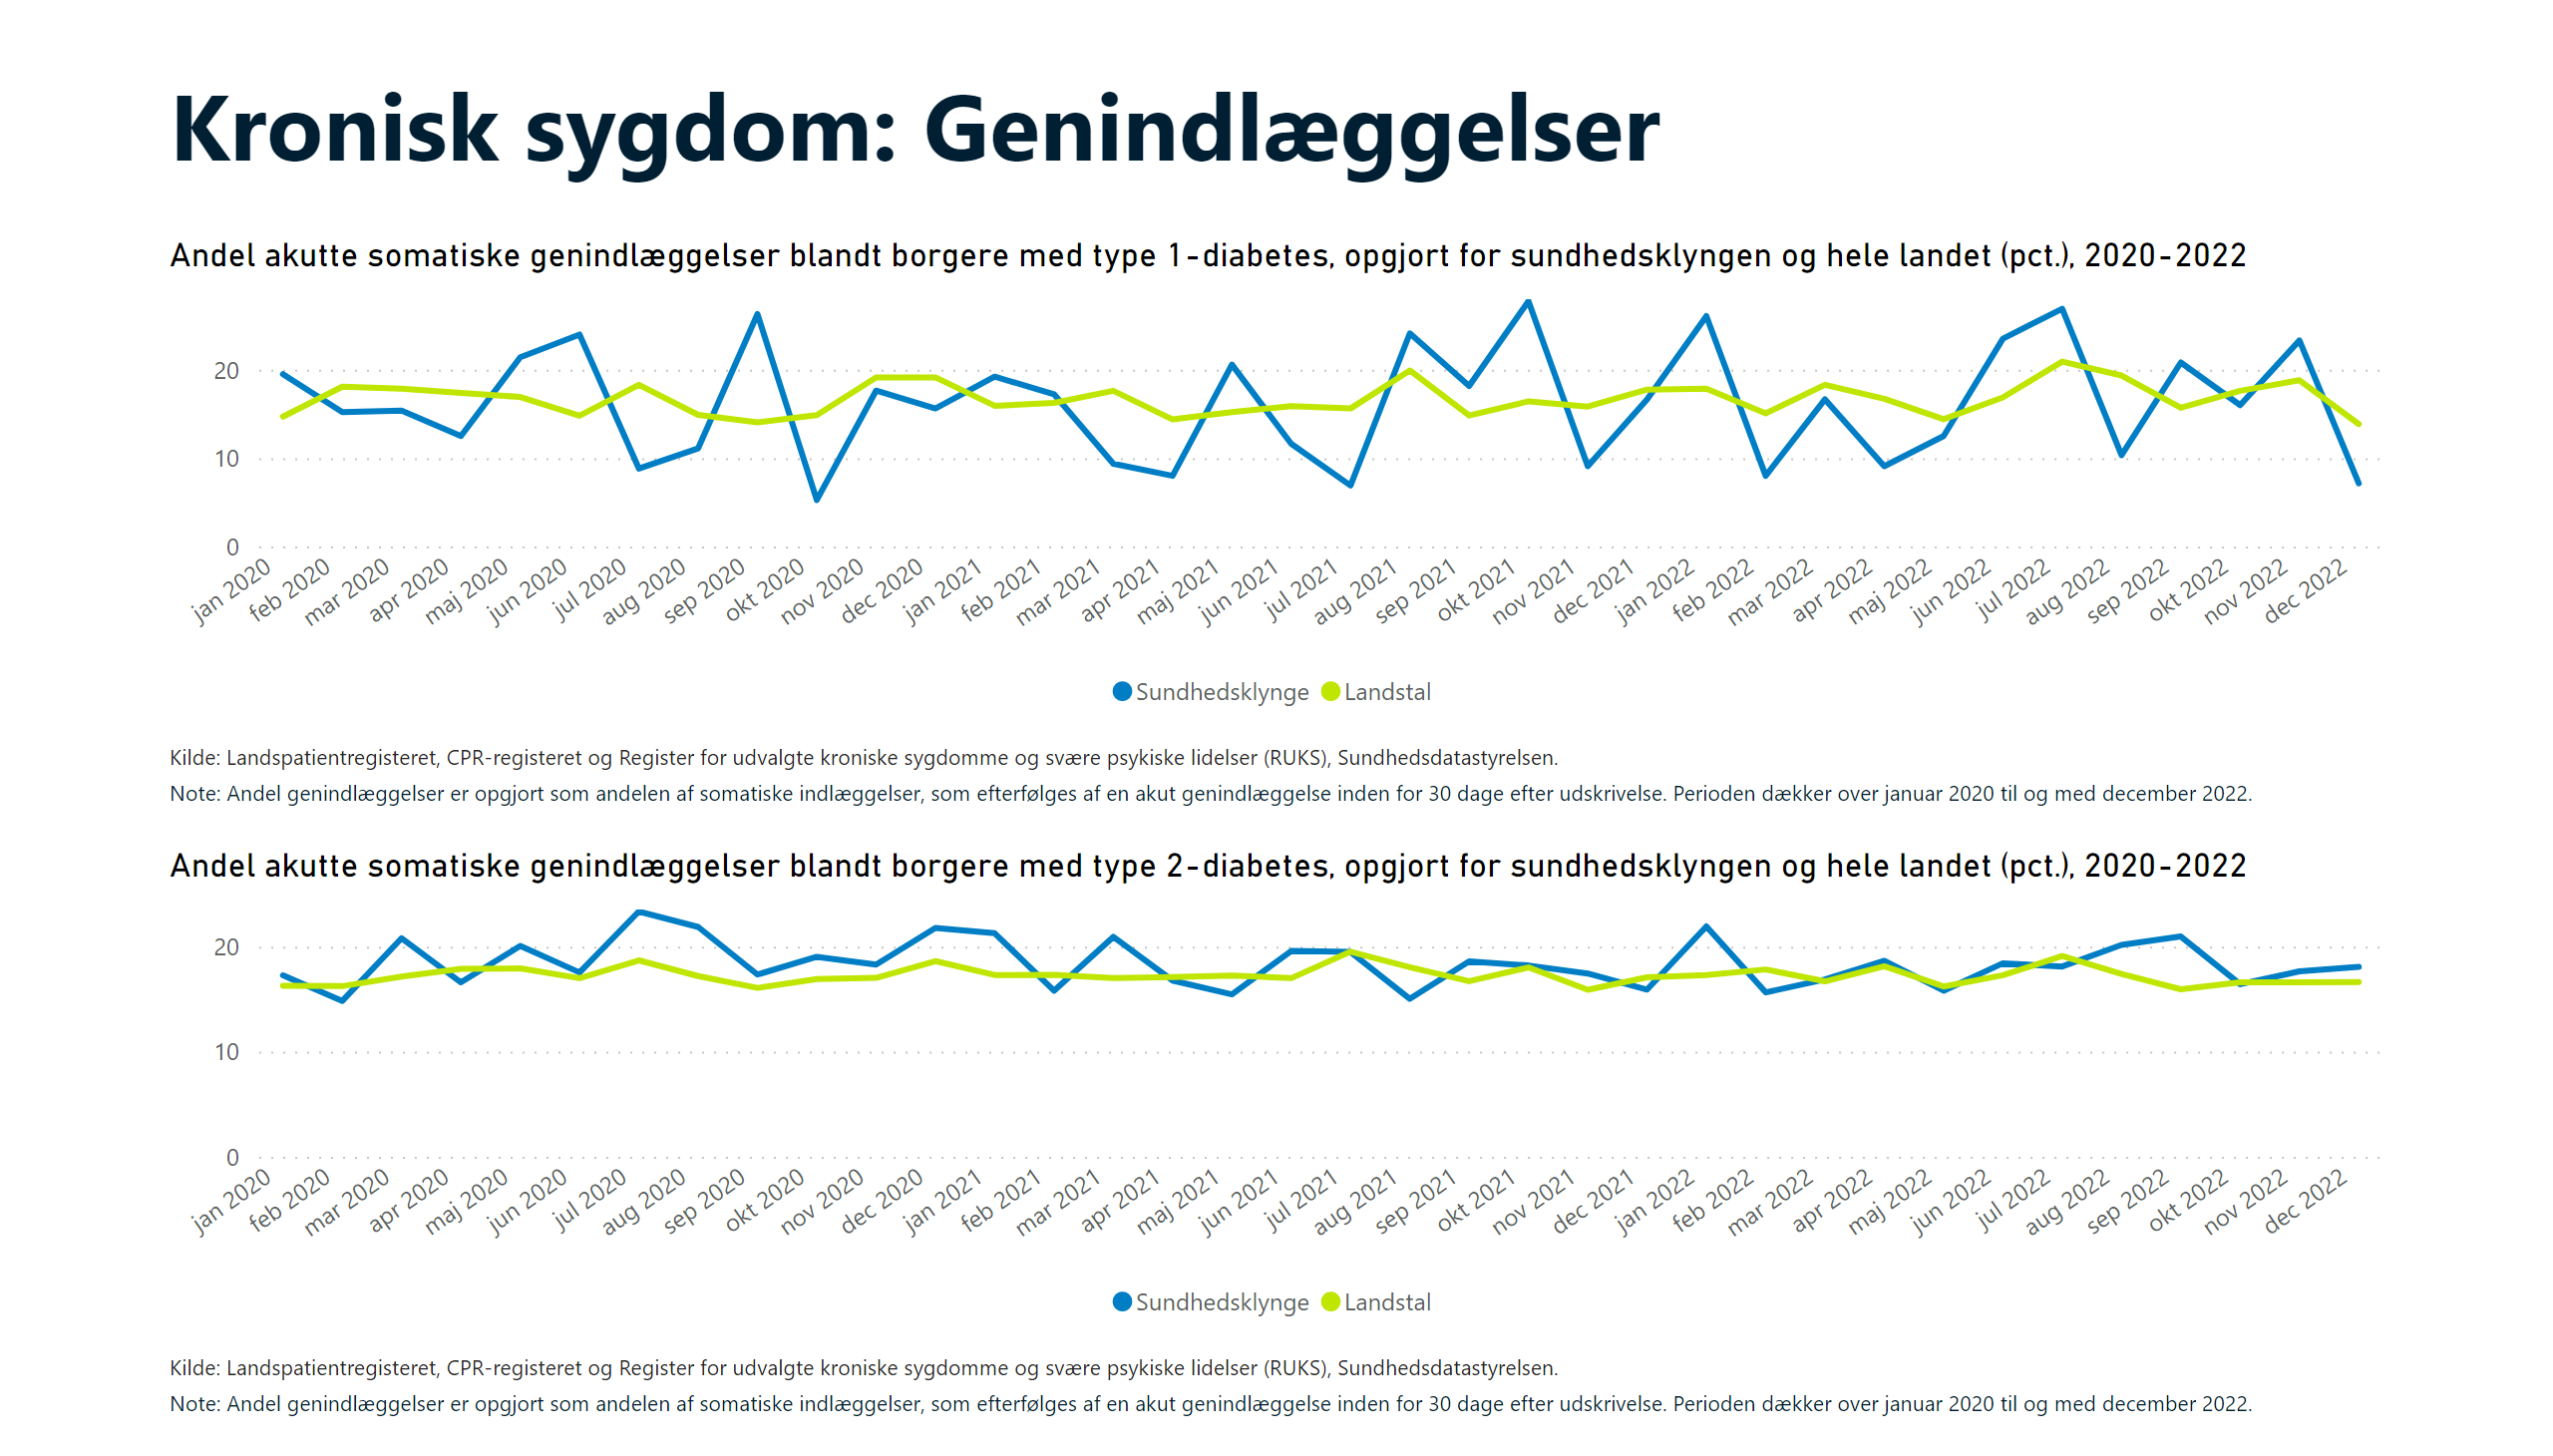 Kronisk sygdom: Genindlæggelser
Andel akutte somatiske genindlæggelser blandt borgere med type 1-diabetes, opgjort for sundhedsklyngen og hele landet (pct.), 2020-2022
20
10
0
jan 2020
feb 2020
mar 2020
apr 2020
maj 2020
jun 2020
jul 2020
aug 2020
sep 2020
okt 2020
nov 2020
dec 2020
jan 2021
feb 2021
mar 2021
apr 2021
maj 2021
jun 2021
jul 2021
aug 2021
sep 2021
okt 2021
nov 2021
dec 2021
jan 2022
feb 2022
mar 2022
apr 2022
maj 2022
jun 2022
jul 2022
aug 2022
sep 2022
okt 2022
nov 2022
dec 2022
Sundhedsklynge Landstal
Kilde: Landspatientregisteret, CPR-registeret og Register for udvalgte kroniske sygdomme og svære psykiske lidelser (RUKS), Sundhedsdatastyrelsen.
Note: Andel genindlæggelser er opgjort som andelen af somatiske indlæggelser, som efterfølges af en akut genindlæggelse inden for 30 dage efter udskrivelse. Perioden dækker over januar 2020 til og med december 2022.
Andel akutte somatiske genindlæggelser blandt borgere med type 2-diabetes, opgjort for sundhedsklyngen og hele landet (pct.), 2020-2022
20
10
0
jan 2020
feb 2020
mar 2020
apr 2020
maj 2020
jun 2020
jul 2020
aug 2020
sep 2020
okt 2020
nov 2020
dec 2020
jan 2021
feb 2021
mar 2021
apr 2021
maj 2021
jun 2021
jul 2021
aug 2021
sep 2021
okt 2021
nov 2021
dec 2021
jan 2022
feb 2022
mar 2022
apr 2022
maj 2022
jun 2022
jul 2022
aug 2022
sep 2022
okt 2022
nov 2022
dec 2022
Sundhedsklynge Landstal
Kilde: Landspatientregisteret, CPR-registeret og Register for udvalgte kroniske sygdomme og svære psykiske lidelser (RUKS), Sundhedsdatastyrelsen.
Note: Andel genindlæggelser er opgjort som andelen af somatiske indlæggelser, som efterfølges af en akut genindlæggelse inden for 30 dage efter udskrivelse. Perioden dækker over januar 2020 til og med december 2022.